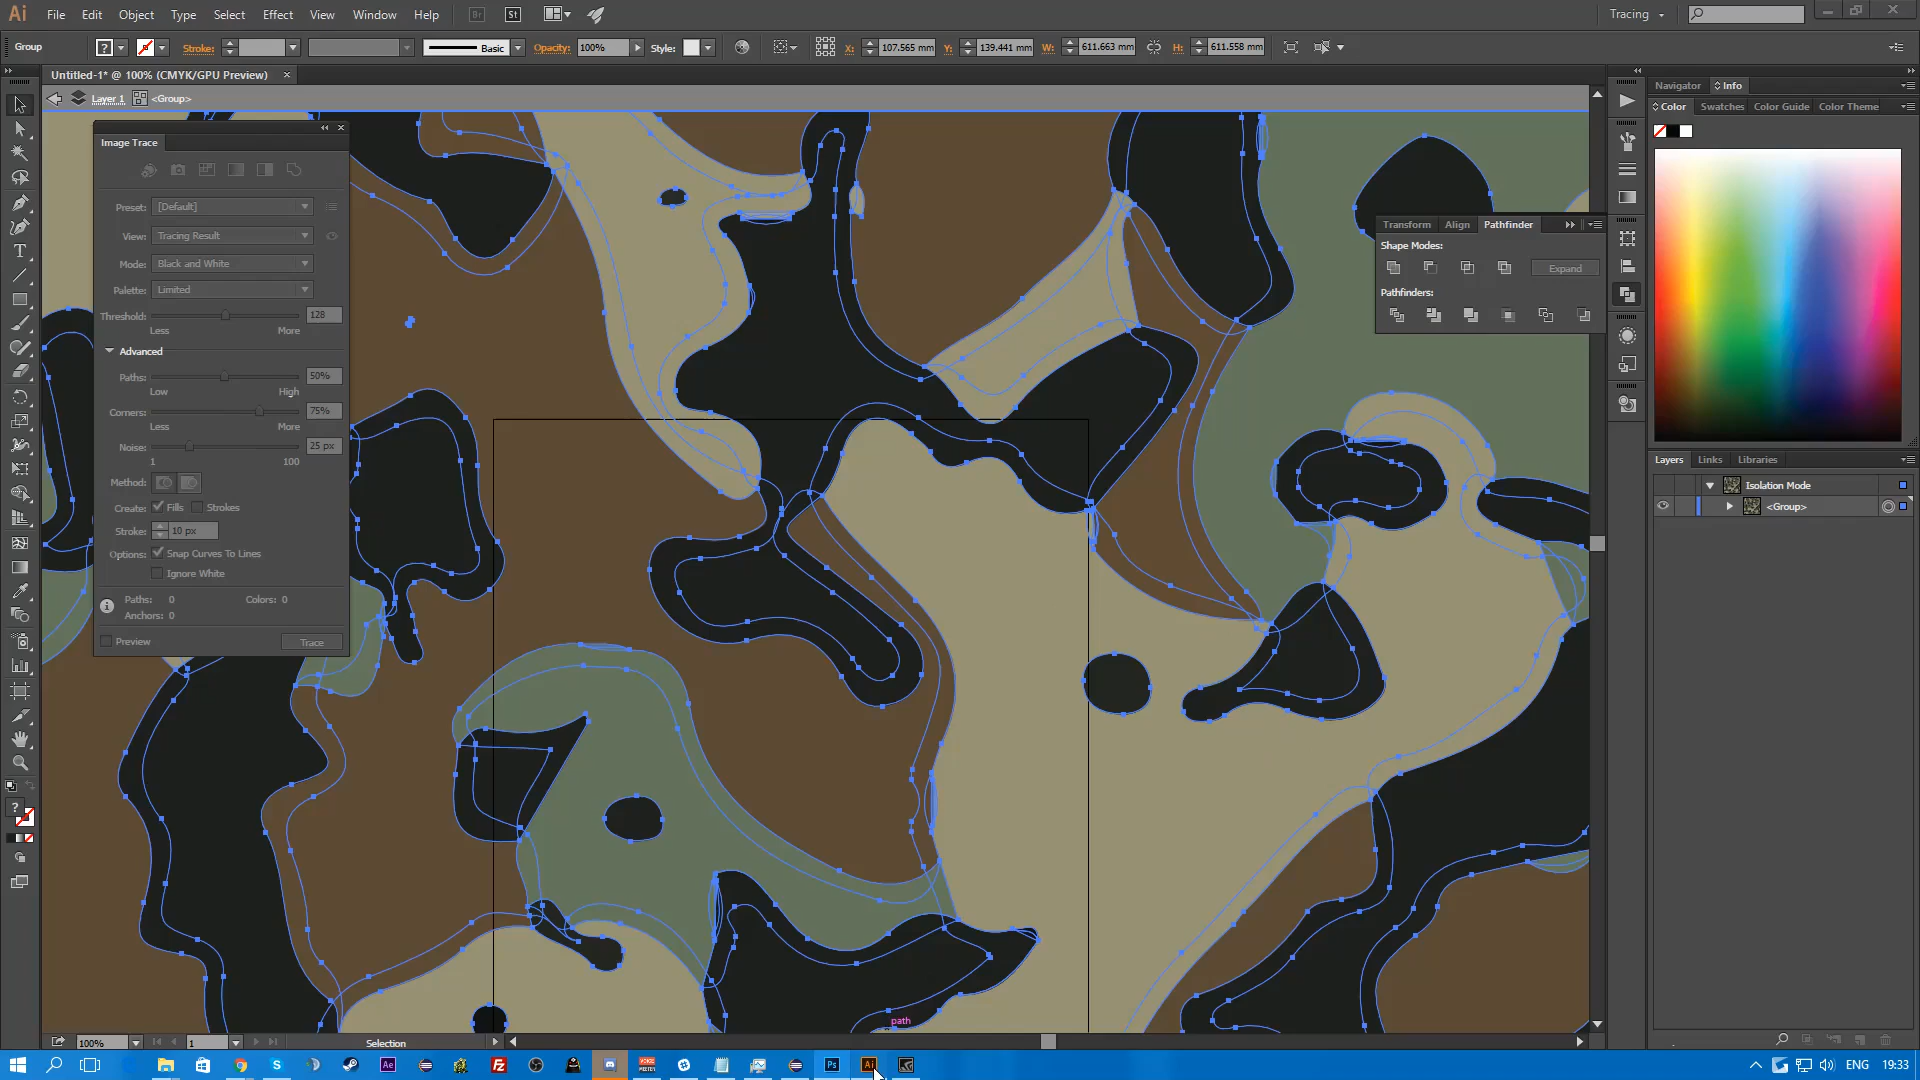 Ai File Edit Object Type Select Effect View Window Help Br St Tracing
Group Stroke: Basic Opacity: 100% Style: X: 107.565 mm Y: 139.441 mm W: 611.663 mm H: 611.558 mm
Untitled-1* @ 100% (CMYK/GPU Preview)
Layer 1 <Group>
Image Trace
Preset: [Default]
View: Tracing Result
Mode: Black and White
Palette: Limited
Threshold: 128
Less More
Advanced
Paths: 50%
Low High
Corners: 75%
Less More
Noise: 25 px
1 100
Method:
Create: Fills Strokes
Stroke: 10 px
Options: Snap Curves To Lines
Ignore White
Paths: 0 Colors: 0
Anchors: 0
Preview Trace
Transform Align Pathfinder
Shape Modes:
Expand
Pathfinders:
Navigator Info
Color Swatches Color Guide Color Theme
Layers Links Libraries
Isolation Mode
<Group>
path
100% 1 Selection
Ae Fz Ps Ai ENG 19:33